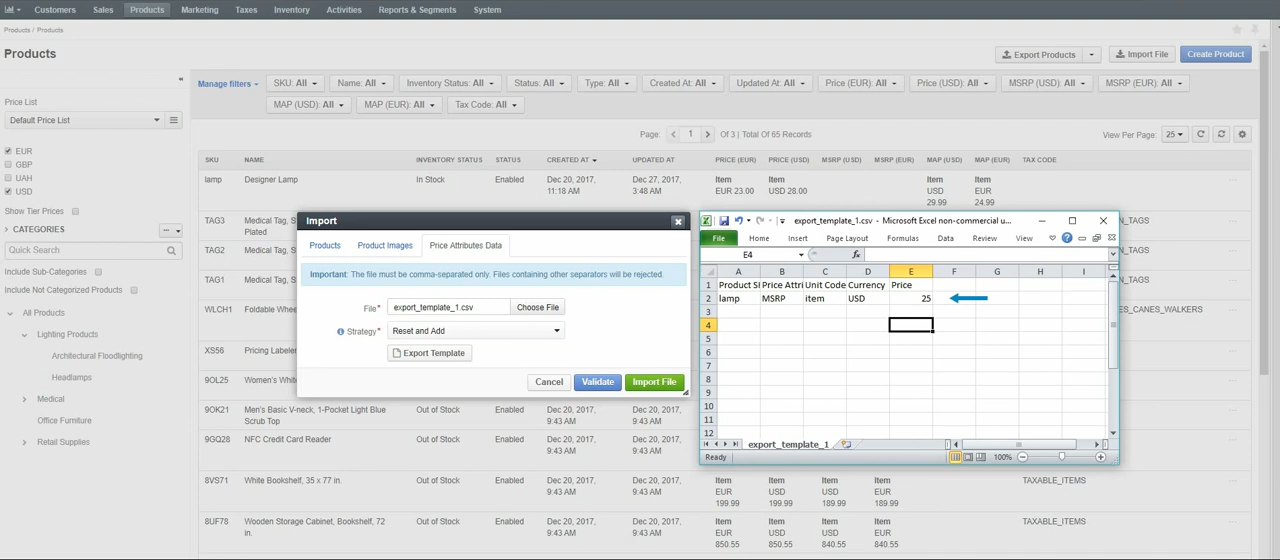 Customers Sales Products Marketing Taxes Inventory Activities Reports & Segments System
Products / Products
Products
Export Products Import File Create Product
Manage filters SKU: All Name: All Inventory Status: All Status: All Type: All Created At: All Updated At: All Price (EUR): All Price (USD): All MSRP (USD): All MSRP (EUR): All
MAP (USD): All MAP (EUR): All Tax Code: All
Price List
Default Price List
EUR
GBP
UAH
USD
Show Tier Prices
CATEGORIES ...
Quick Search
Include Sub-Categories
Include Not Categorized Products
All Products
Lighting Products
Architectural Floodlighting
Headlamps
Medical
Office Furniture
Retail Supplies
Page: 1 Of 3 | Total Of 65 Records
View Per Page: 25
SKU NAME INVENTORY STATUS STATUS CREATED AT UPDATED AT PRICE (EUR) PRICE (USD) MSRP (USD) MSRP (EUR) MAP (USD) MAP (EUR) TAX CODE
lamp Designer Lamp In Stock Enabled Dec 20, 2017, 11:18 AM Dec 27, 2017, 3:48 AM Item EUR 23.00 Item USD 28.00 Item USD 29.99 Item EUR 24.99 ...
TAG3 Medical Tag, S
Plated
N_TAGS ...
TAG2 Medical Tag, S
N_TAGS ...
TAG1 Medical Tag, S
N_TAGS ...
WLCH1 Foldable Whee
S_CANES_WALKERS ...
XS56 Pricing Labeler
9OL25 Women's White
9OK21 Men's Basic V-neck, 1-Pocket Light Blue Scrub Top Out of Stock Enabled Dec 20, 2017, 9:43 AM Dec 20, 2017, 9:43 AM
9GQ28 NFC Credit Card Reader Out of Stock Enabled Dec 20, 2017, 9:43 AM Dec 20, 2017, 9:43 AM
8VS71 White Bookshelf, 35 x 77 in. Out of Stock Enabled Dec 20, 2017, 9:43 AM Dec 20, 2017, 9:43 AM Item EUR 199.99 Item USD 199.99 Item USD 189.99 Item EUR 189.99 TAXABLE_ITEMS ...
8UF78 Wooden Storage Cabinet, Bookshelf, 72 in. Out of Stock Enabled Dec 20, 2017, 9:43 AM Dec 20, 2017, 9:43 AM Item EUR 850.55 Item USD 850.55 Item USD 840.55 Item EUR 840.55 TAXABLE_ITEMS ...
Import
Products Product Images Price Attributes Data
Important: The file must be comma-separated only. Files containing other separators will be rejected.
File* export_template_1.csv Choose File
Strategy* Reset and Add
Export Template
Cancel Validate Import File
export_template_1.csv - Microsoft Excel non-commercial u...
File Home Insert Page Layout Formulas Data Review View
E4 fx
A B C D E F G H I
1 Product S Price Attri Unit Code Currency Price
2 lamp MSRP item USD 25
3
4
5
6
7
8
9
10
11
12
export_template_1
Ready 100%